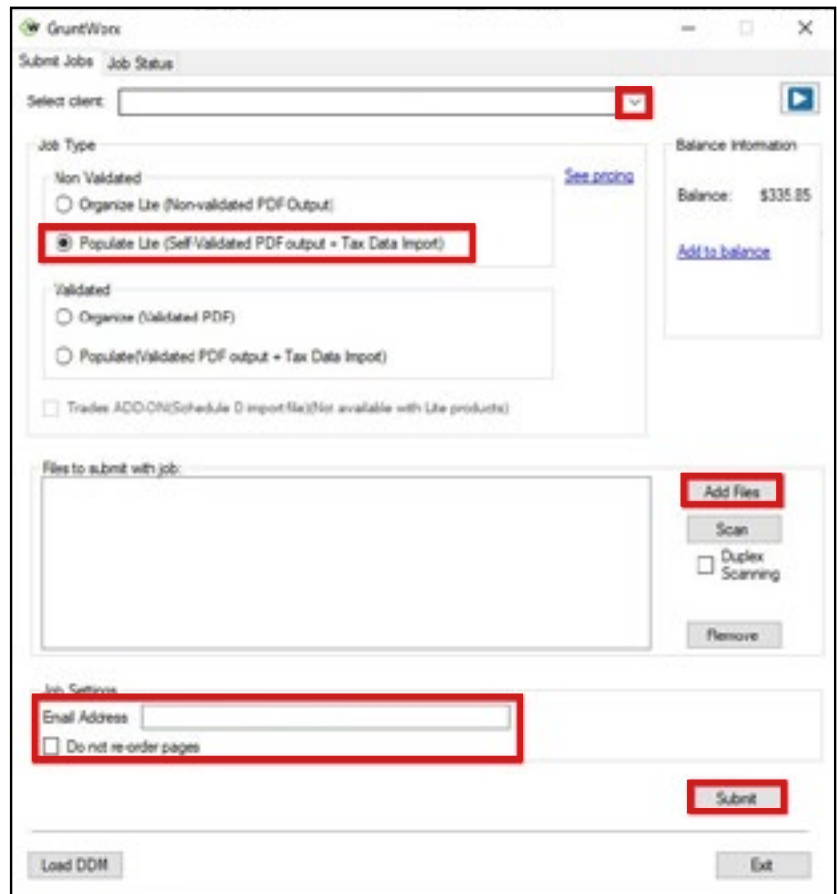 GruntWorx
Submit Jobs Job Status
Select client:
Job Type
Non Validated
See pricing
Organize Lite (Non-validated PDF Output)
Populate Lite (Self-Validated PDF output + Tax Data Import)
Validated
Organize (Validated PDF)
Populate(Validated PDF output + Tax Data Import)
Trades ADD-ON(Schedule D import file)(Not available with Lite products)
Balance Information
Balance: $335.85
Add to balance
Files to submit with job:
Add Files
Scan
Duplex
Scanning
Remove
Job Settings
Email Address
Do not re-order pages
Submit
Load DDM
Exit